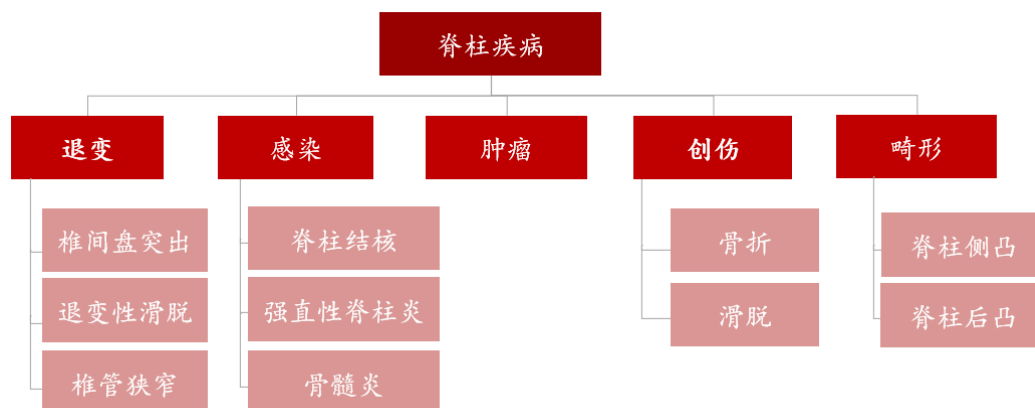 脊柱疾病
退变
感染
肿瘤
创伤
畸形
椎间盘突出
退变性滑脱
椎管狭窄
脊柱结核
强直性脊柱炎
骨髓炎
骨折
滑脱
脊柱侧凸
脊柱后凸